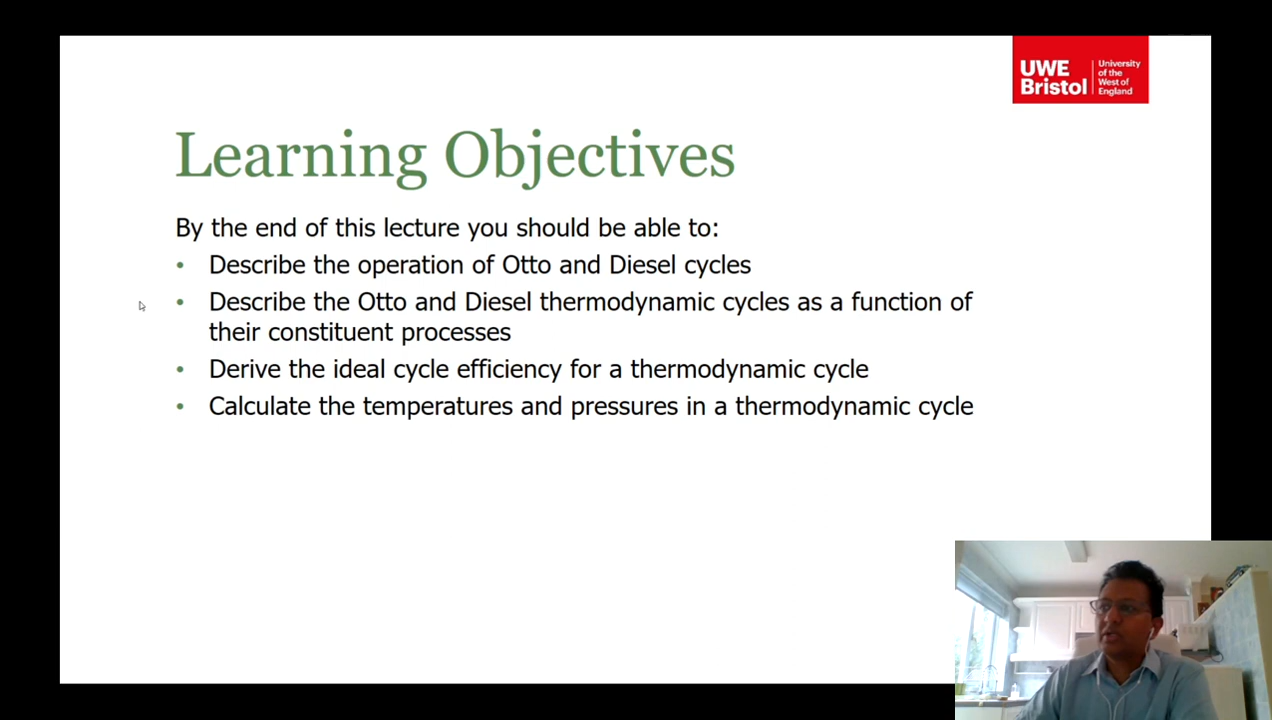 UWE
Bristol
University
of the
West of
England
Learning Objectives
By the end of this lecture you should be able to:
• Describe the operation of Otto and Diesel cycles
• Describe the Otto and Diesel thermodynamic cycles as a function of
their constituent processes
• Derive the ideal cycle efficiency for a thermodynamic cycle
• Calculate the temperatures and pressures in a thermodynamic cycle